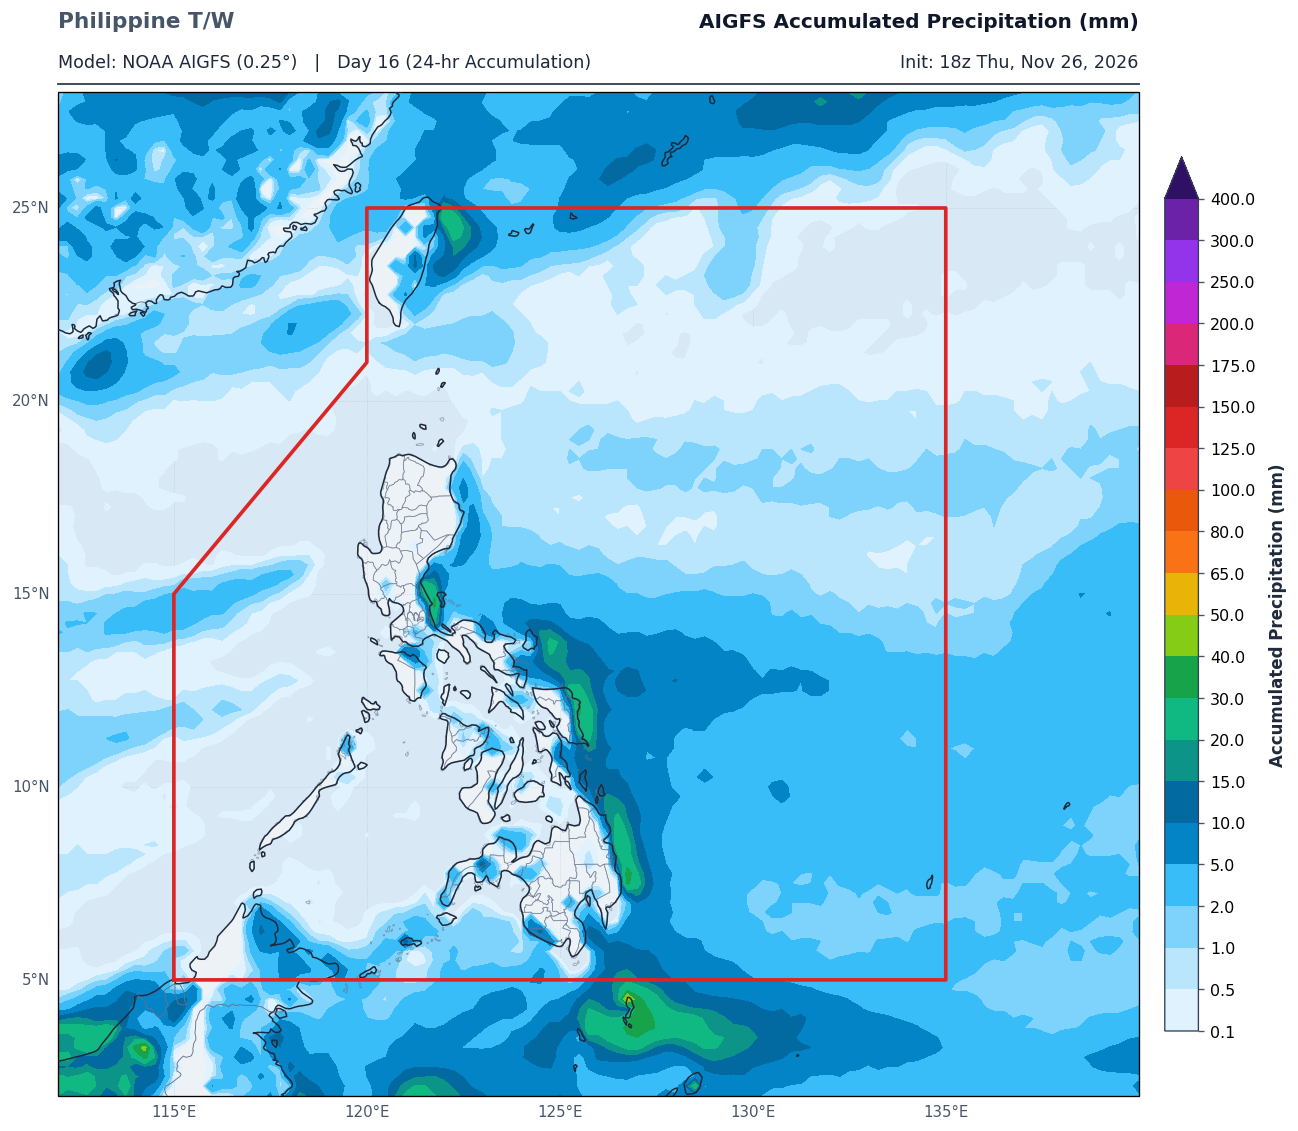 Philippine T/W
AIGFS Accumulated Precipitation (mm)
Model: NOAA AIGFS (0.25°)   |   Day 16 (24-hr Accumulation)
Init: 18z Thu, Nov 26, 2026
25°N
20°N
15°N
10°N
5°N
115°E
120°E
125°E
130°E
135°E
400.0
300.0
250.0
200.0
175.0
150.0
125.0
100.0
80.0
65.0
50.0
40.0
30.0
20.0
15.0
10.0
5.0
2.0
1.0
0.5
0.1
Accumulated Precipitation (mm)